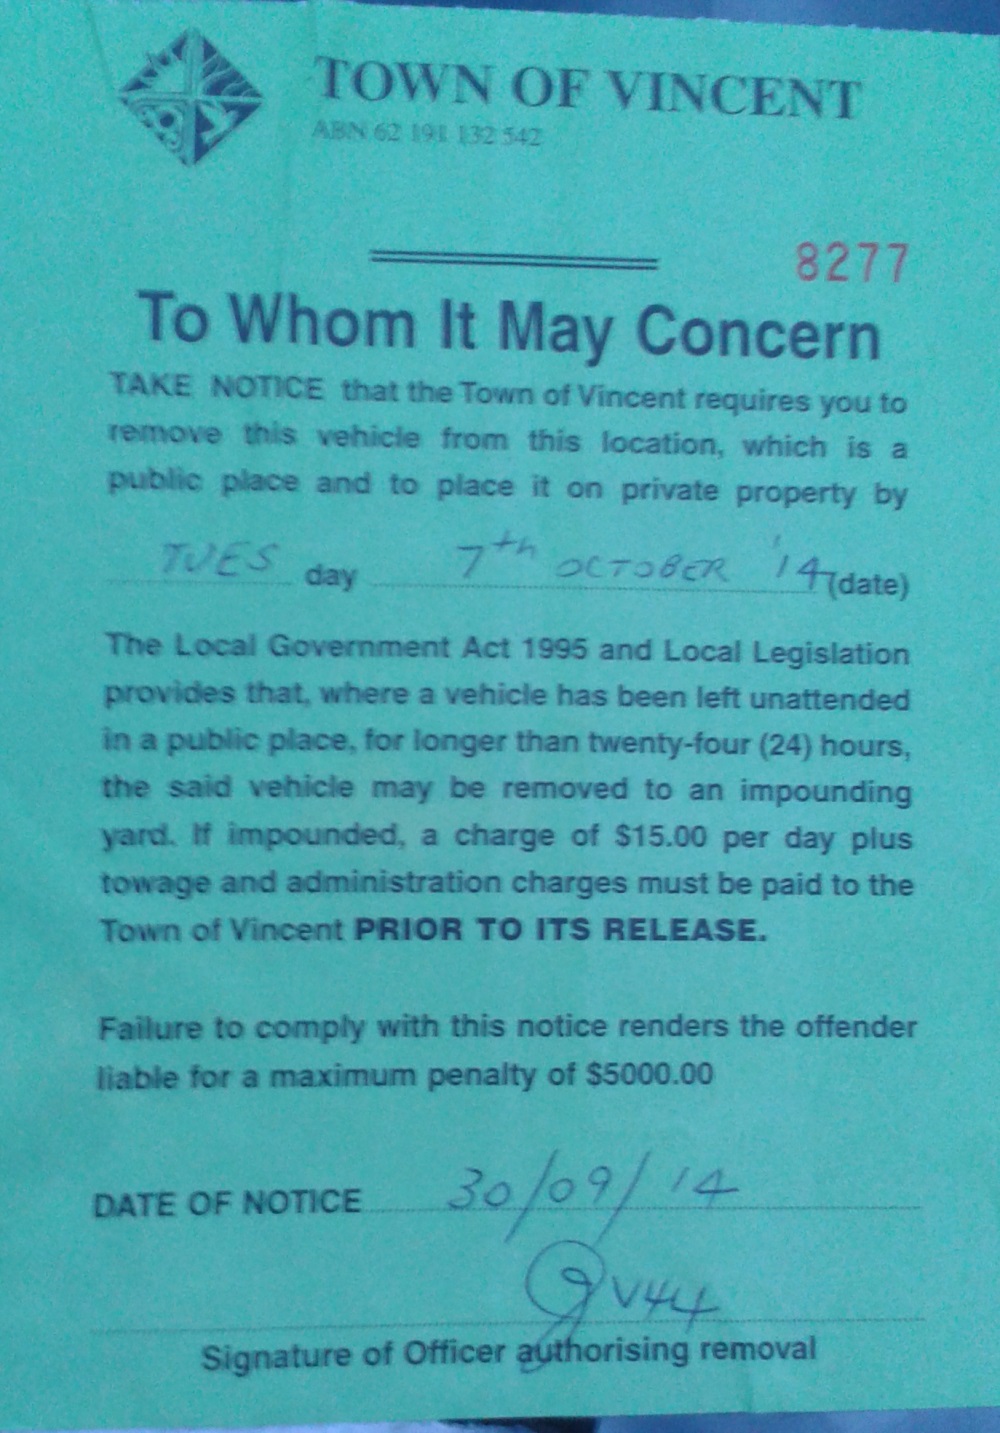 TOWN OF VINCENT
ABN 62 191 132 542
8277
To Whom It May Concern
TAKE NOTICE that the Town of Vincent requires you to
remove this vehicle from this location, which is a
public place and to place it on private property by
TUES day 7th OCTOBER '14 (date)
The Local Government Act 1995 and Local Legislation
provides that, where a vehicle has been left unattended
in a public place, for longer than twenty-four (24) hours,
the said vehicle may be removed to an impounding
yard. If impounded, a charge of $15.00 per day plus
towage and administration charges must be paid to the
Town of Vincent PRIOR TO ITS RELEASE.
Failure to comply with this notice renders the offender
liable for a maximum penalty of $5000.00
DATE OF NOTICE 30/09/14
V44
Signature of Officer authorising removal